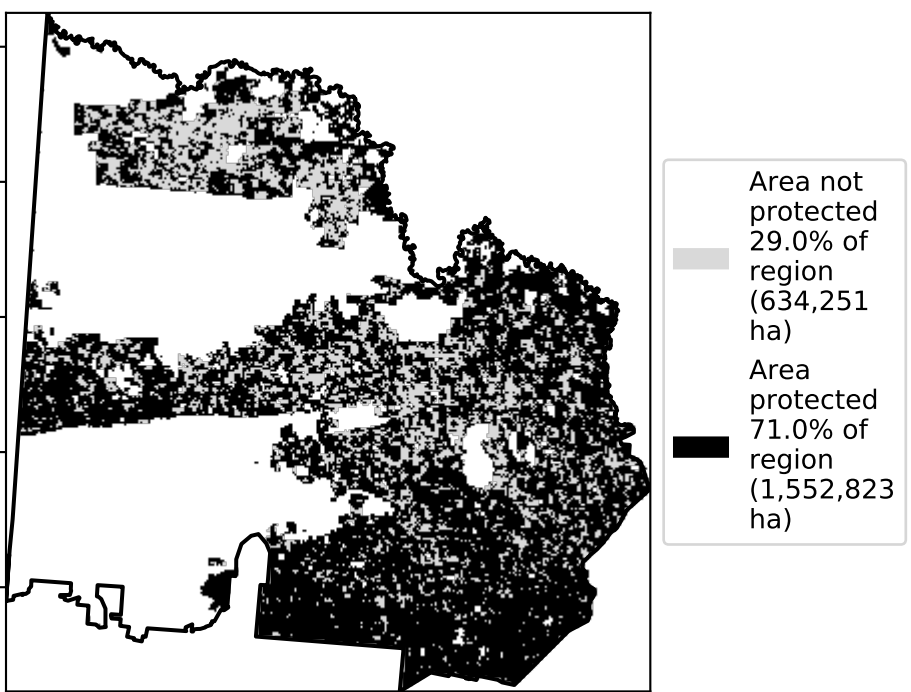 Area not
protected
29.0% of
region
(634,251
ha)
Area
protected
71.0% of
region
(1,552,823
ha)